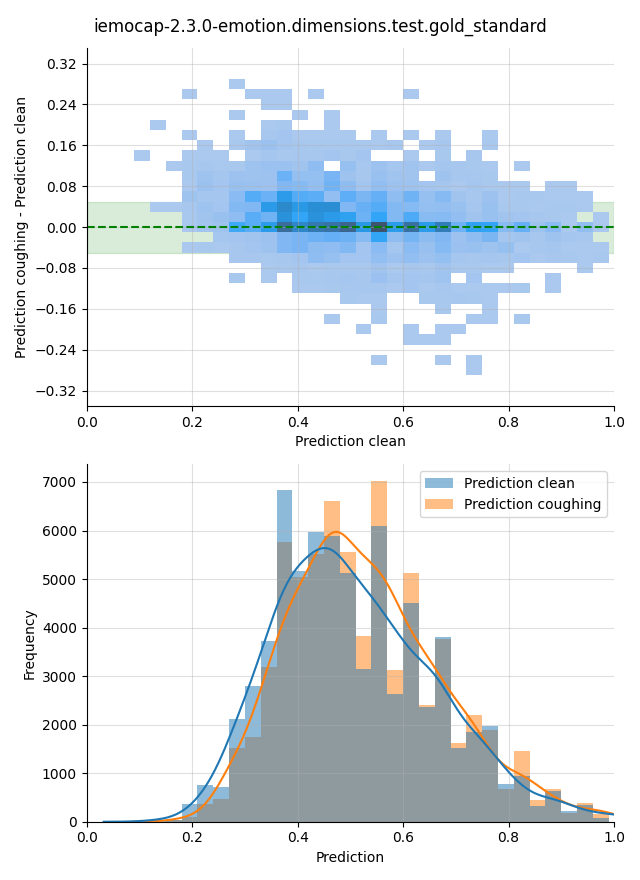 iemocap-2.3.0-emotion.dimensions.test.gold_standard
0.32
0.24
0.16
0.08
0.00
−0.08
−0.16
−0.24
−0.32
Prediction coughing - Prediction clean
0.0 0.2 0.4 0.6 0.8 1.0
Prediction clean
7000
6000
5000
4000
3000
2000
1000
0
Frequency
Prediction clean
Prediction coughing
0.0 0.2 0.4 0.6 0.8 1.0
Prediction